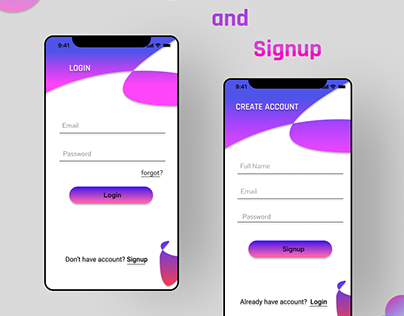 and
Signup
9:41
LOGIN
Email
Password
forgot?
Login
Don't have account? Signup
9:41
CREATE ACCOUNT
Full Name
Email
Password
Signup
Already have account? Login